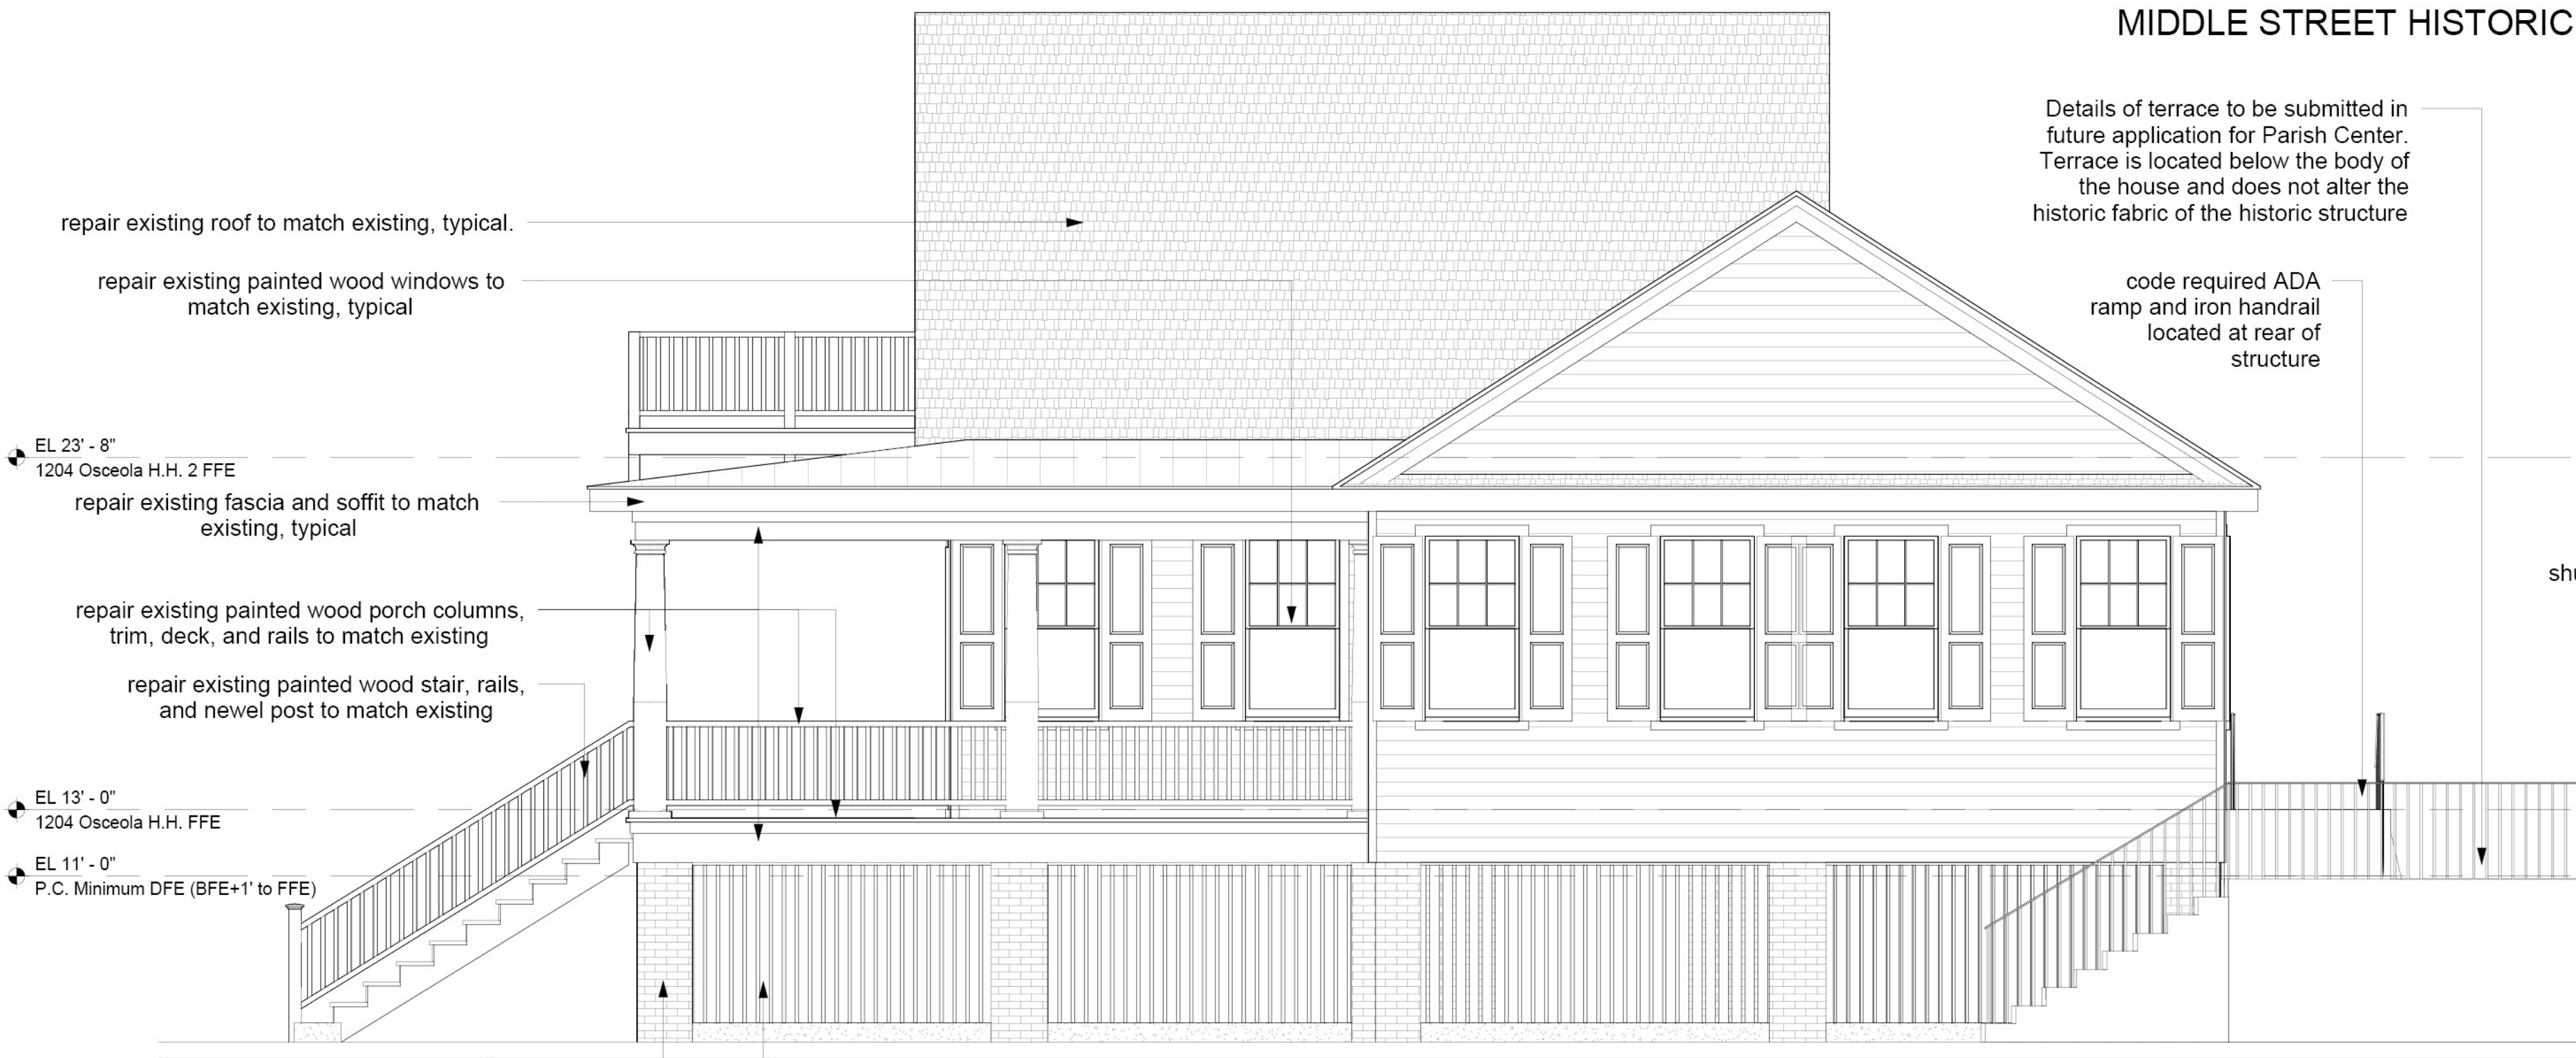 MIDDLE STREET HISTORIC
Details of terrace to be submitted in
future application for Parish Center.
Terrace is located below the body of
the house and does not alter the
historic fabric of the historic structure
repair existing roof to match existing, typical.
repair existing painted wood windows to
match existing, typical
code required ADA
ramp and iron handrail
located at rear of
structure
EL 23' - 8"
1204 Osceola H.H. 2 FFE
repair existing fascia and soffit to match
existing, typical
shu
repair existing painted wood porch columns,
trim, deck, and rails to match existing
repair existing painted wood stair, rails,
and newel post to match existing
EL 13' - 0"
1204 Osceola H.H. FFE
EL 11' - 0"
P.C. Minimum DFE (BFE+1' to FFE)